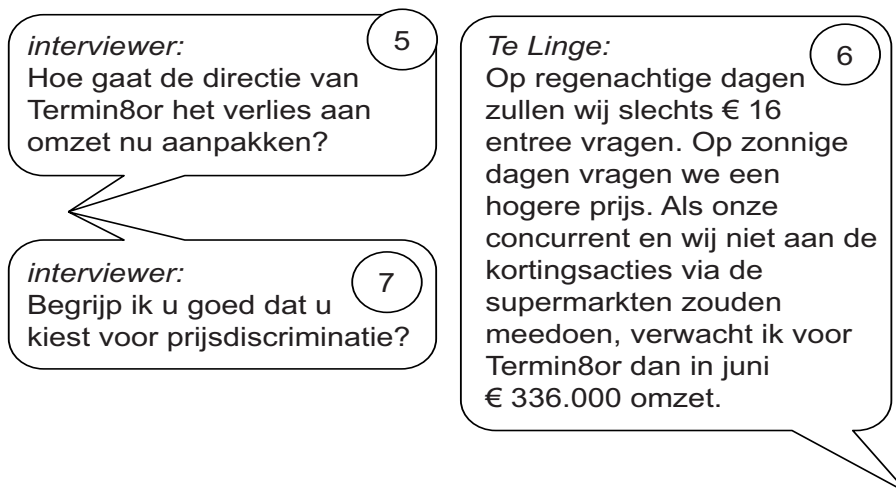 interviewer:
5
Hoe gaat de directie van
Termin8or het verlies aan
omzet nu aanpakken?
Te Linge:
6
Op regenachtige dagen
zullen wij slechts € 16
entree vragen. Op zonnige
dagen vragen we een
hogere prijs. Als onze
concurrent en wij niet aan de
kortingsacties via de
supermarkten zouden
meedoen, verwacht ik voor
Termin8or dan in juni
€ 336.000 omzet.
interviewer:
7
Begrijp ik u goed dat u
kiest voor prijsdiscriminatie?